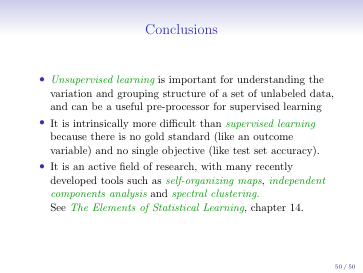 Conclusions
• Unsupervised learning is important for understanding the
variation and grouping structure of a set of unlabeled data,
and can be a useful pre-processor for supervised learning
• It is intrinsically more difficult than supervised learning
because there is no gold standard (like an outcome
variable) and no single objective (like test set accuracy).
• It is an active field of research, with many recently
developed tools such as self-organizing maps, independent
components analysis and spectral clustering.
See The Elements of Statistical Learning, chapter 14.
50 / 50